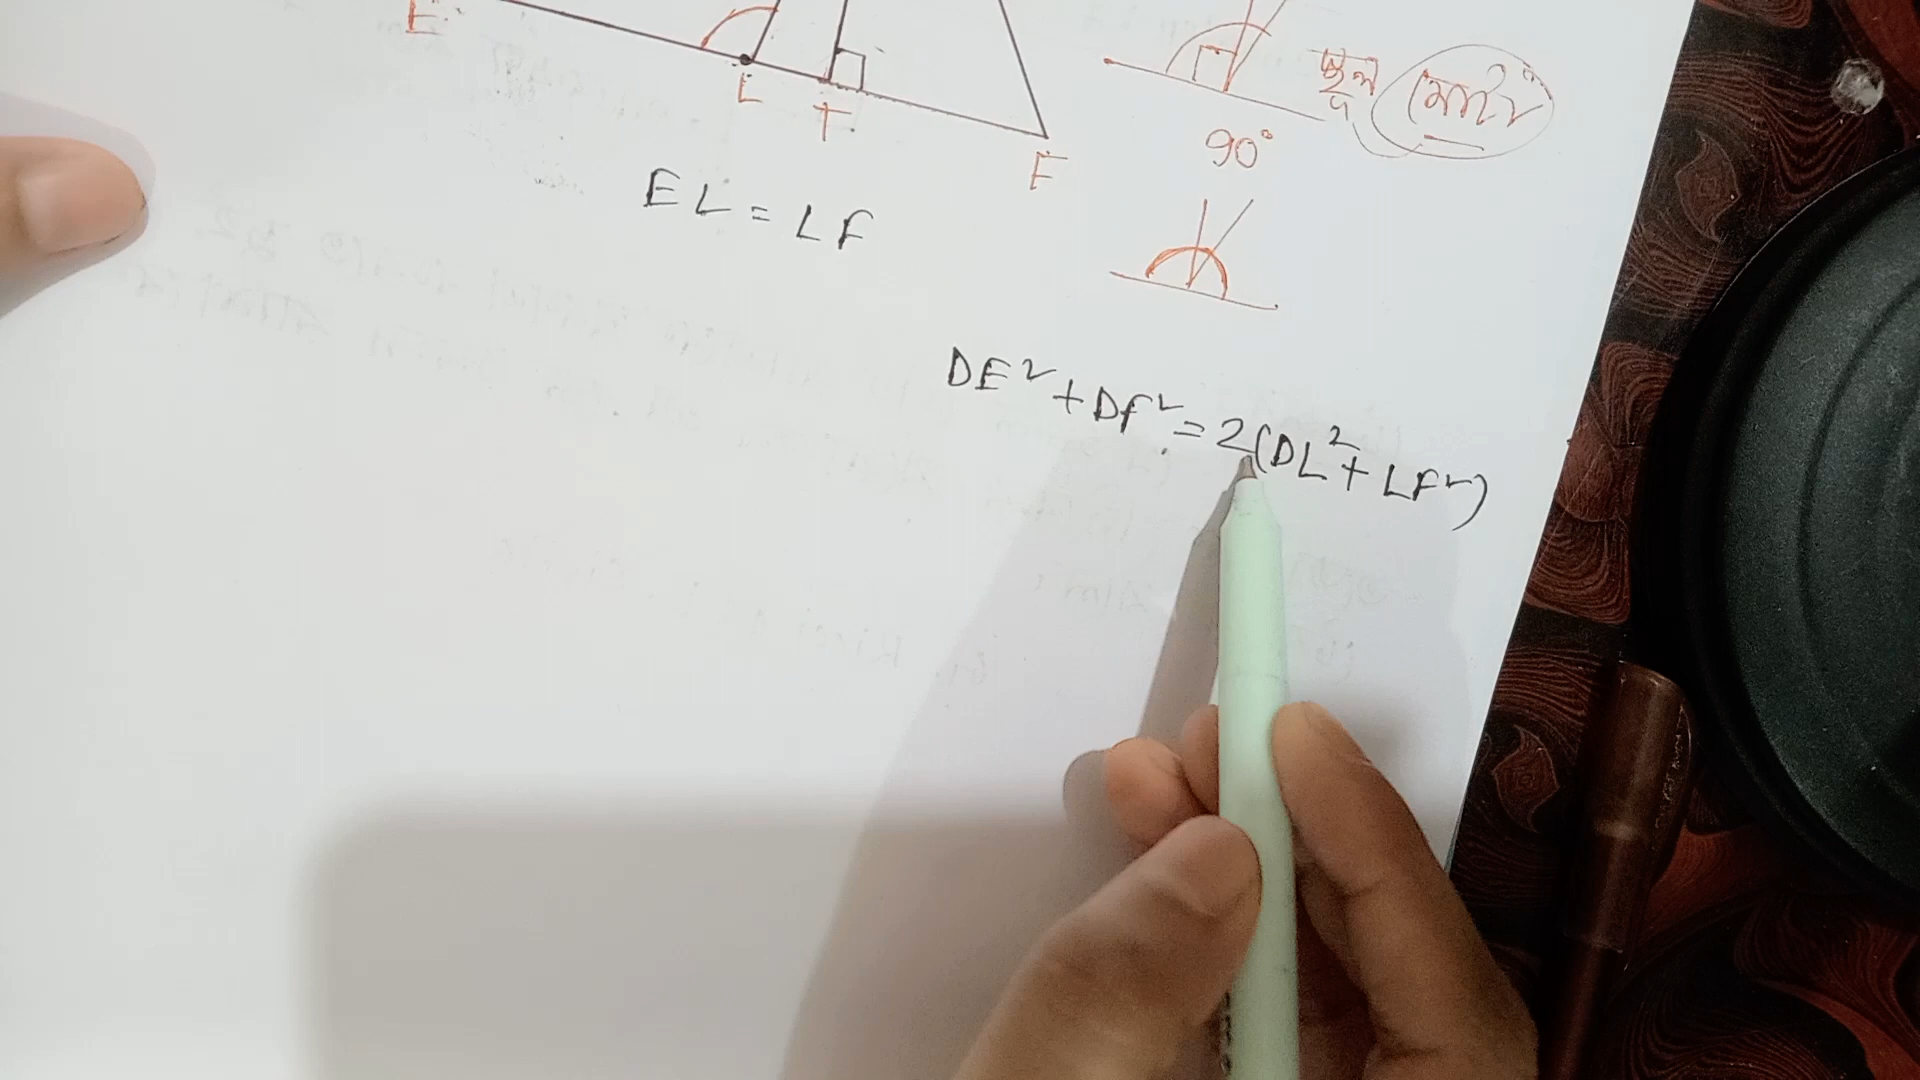 E
L
T
F
স্থূল
90°
EL = LF
DE² + DF² = 2(DL² + LF²)